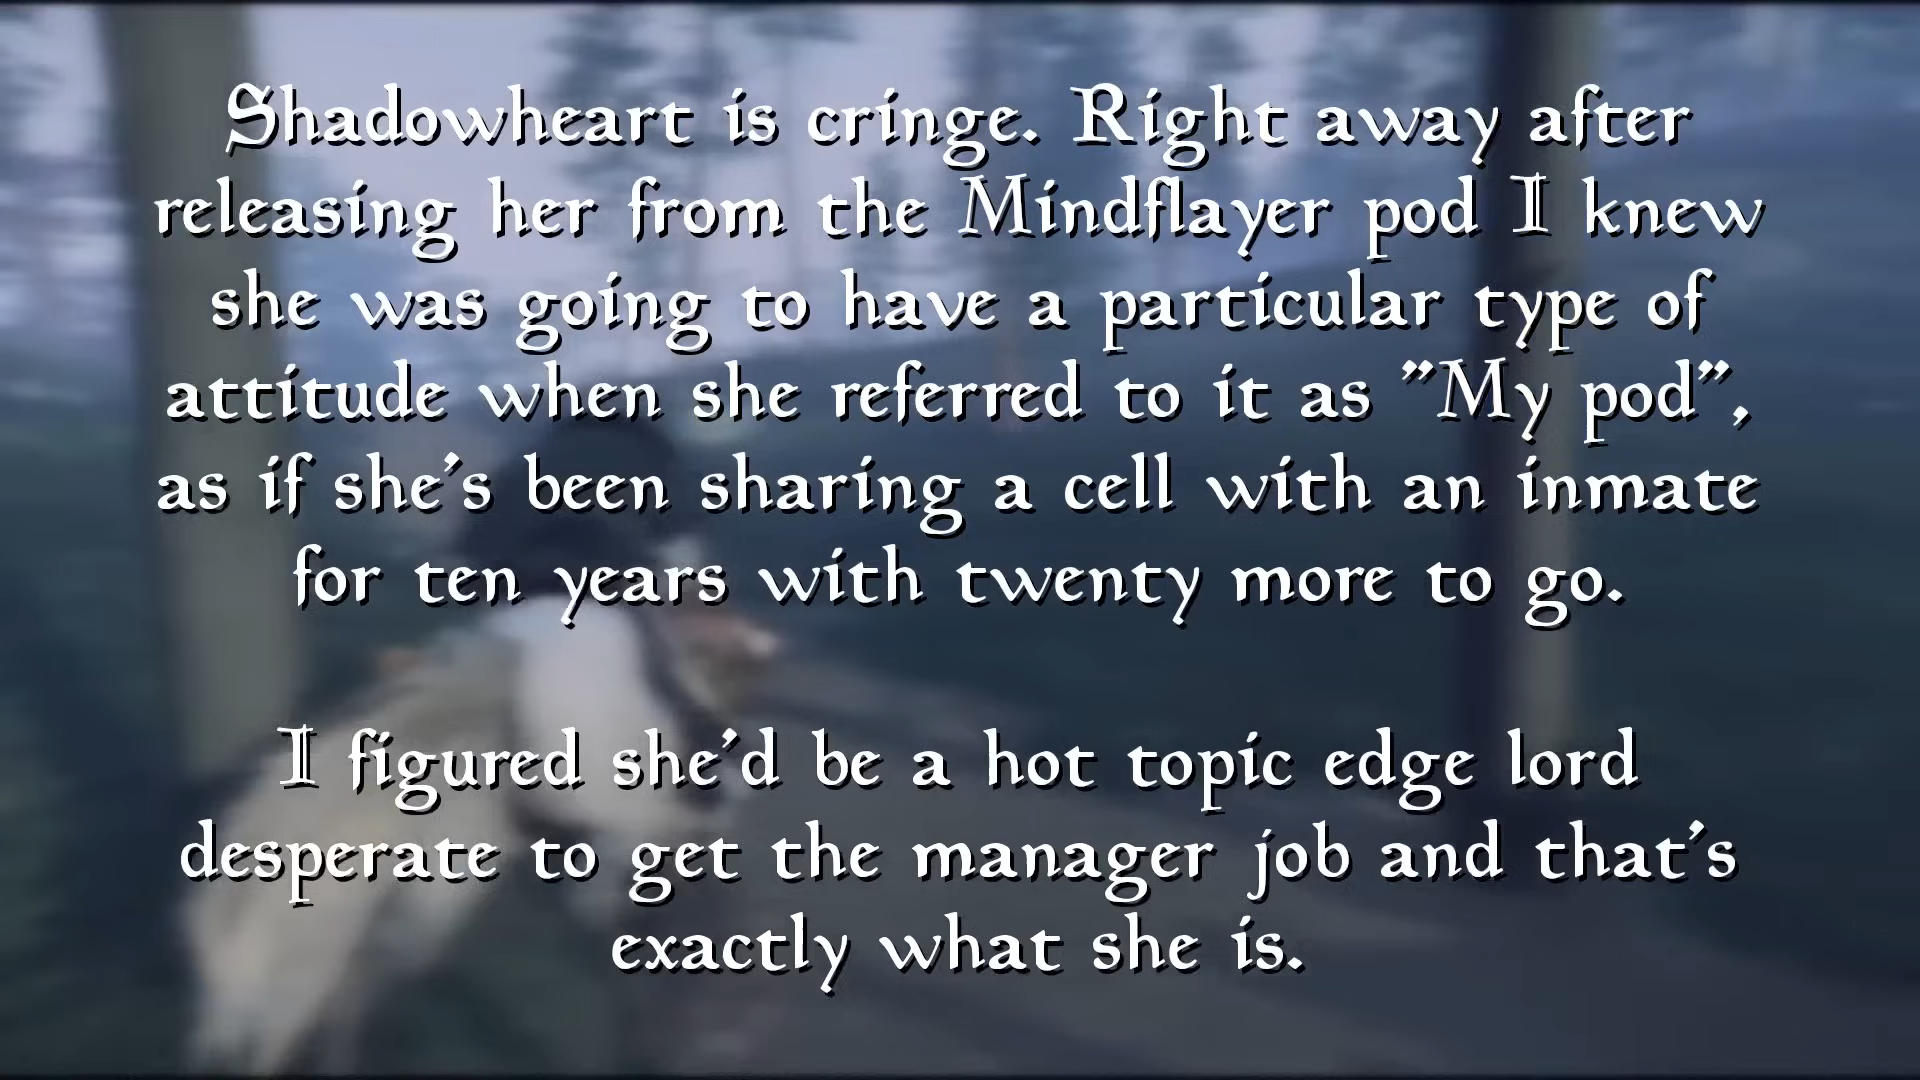 Shadowheart is cringe. Right away after
releasing her from the Mindflayer pod I knew
she was going to have a particular type of
attitude when she referred to it as "My pod",
as if she's been sharing a cell with an inmate
for ten years with twenty more to go.
I figured she'd be a hot topic edge lord
desperate to get the manager job and that's
exactly what she is.